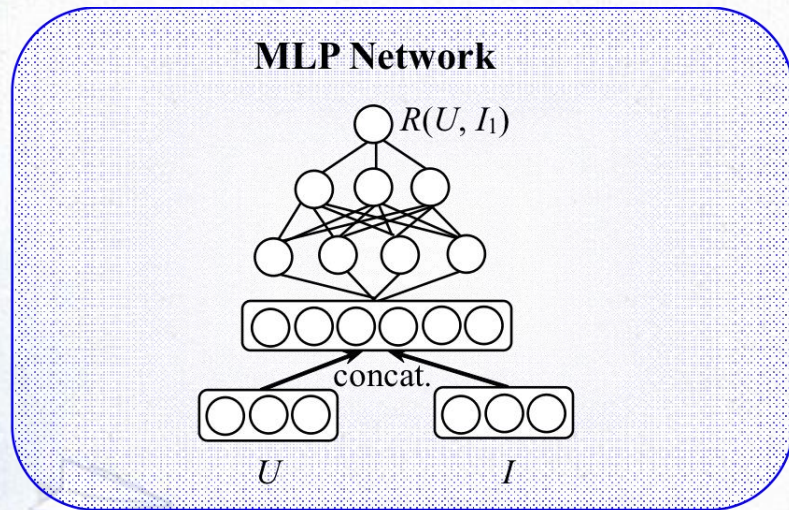 MLP Network
R(U, I₁)
concat.
U
I